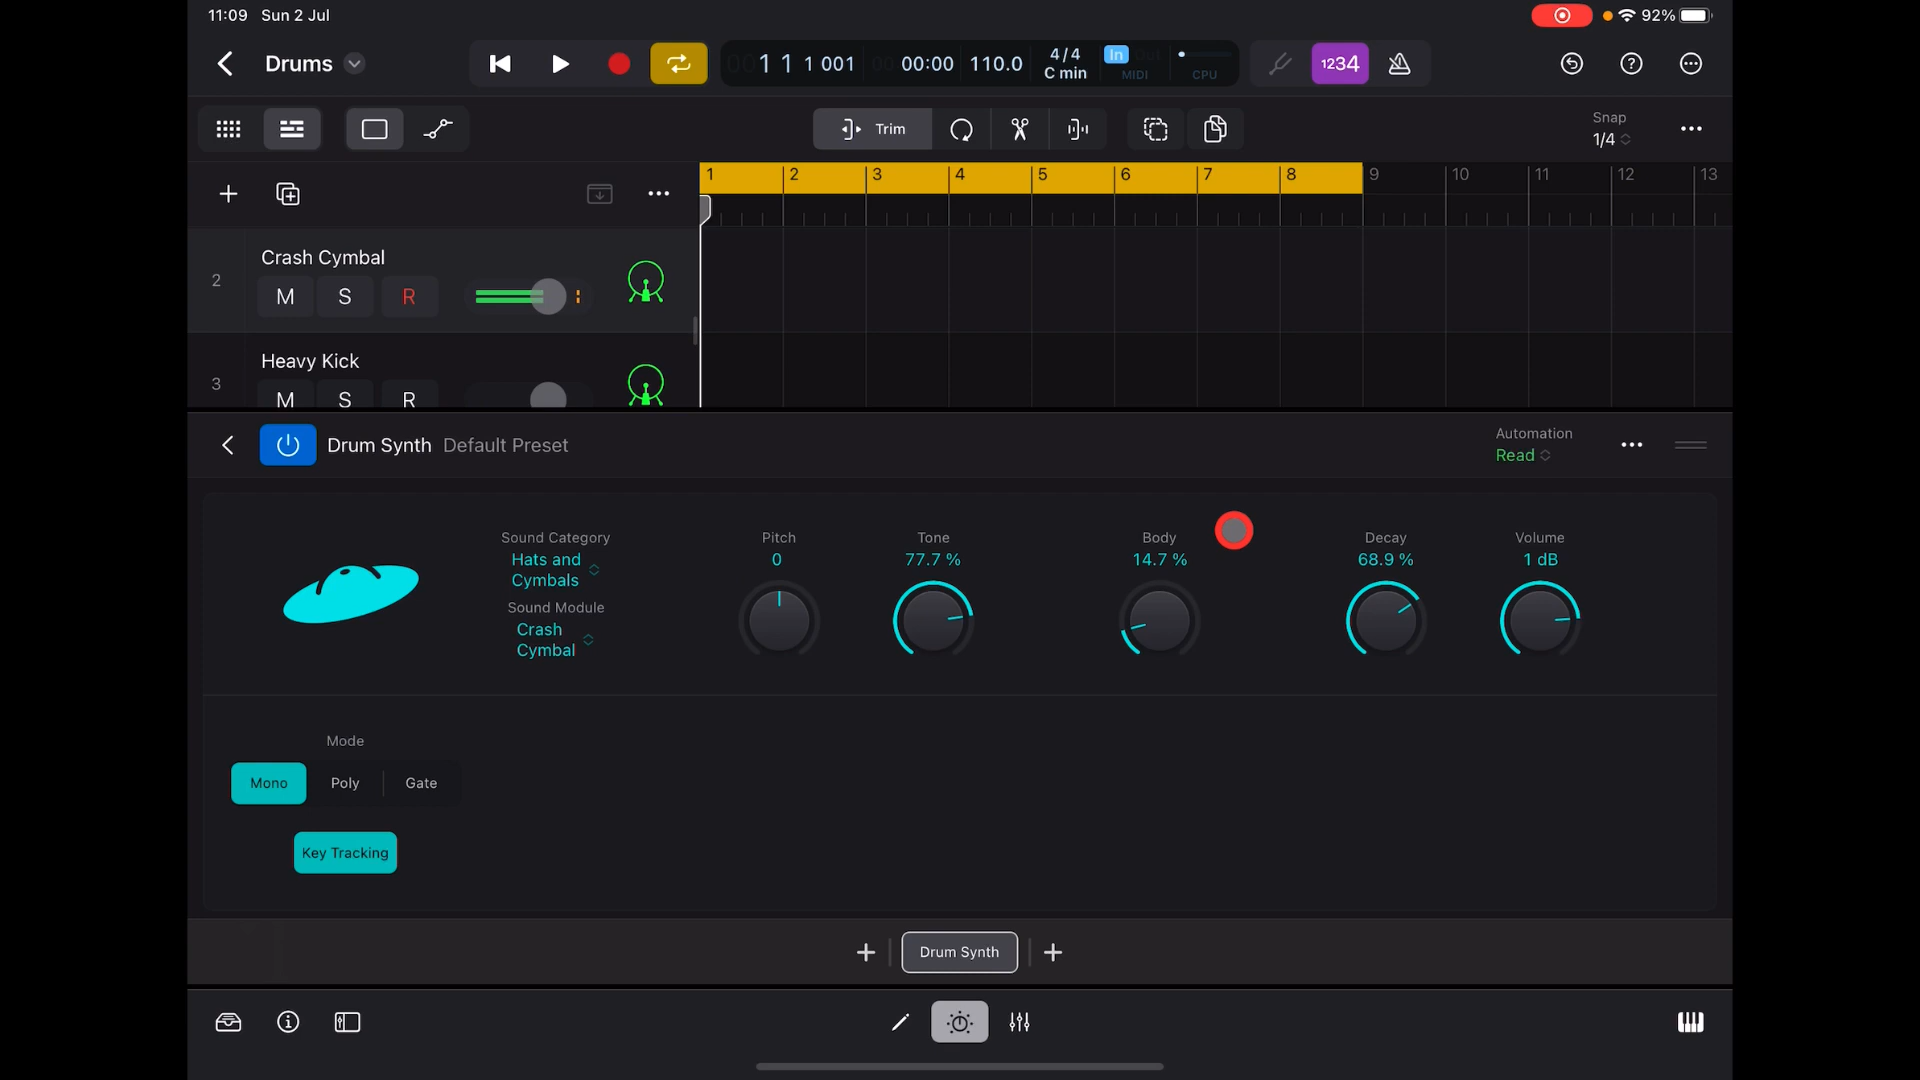 11:09 Sun 2 Jul
92%
Drums
1 1 1 001 00:00 110.0
4/4
C min
In Out
MIDI
CPU
1234
Trim
Snap
1/4
1 2 3 4 5 6 7 8 9 10 11 12 13
2
Crash Cymbal
M S R
3
Heavy Kick
M S R
Drum Synth Default Preset
Automation
Read
Sound Category
Hats and
Cymbals
Sound Module
Crash
Cymbal
Pitch
0
Tone
77.7 %
Body
14.7 %
Decay
68.9 %
Volume
1 dB
Mode
Mono Poly Gate
Key Tracking
Drum Synth